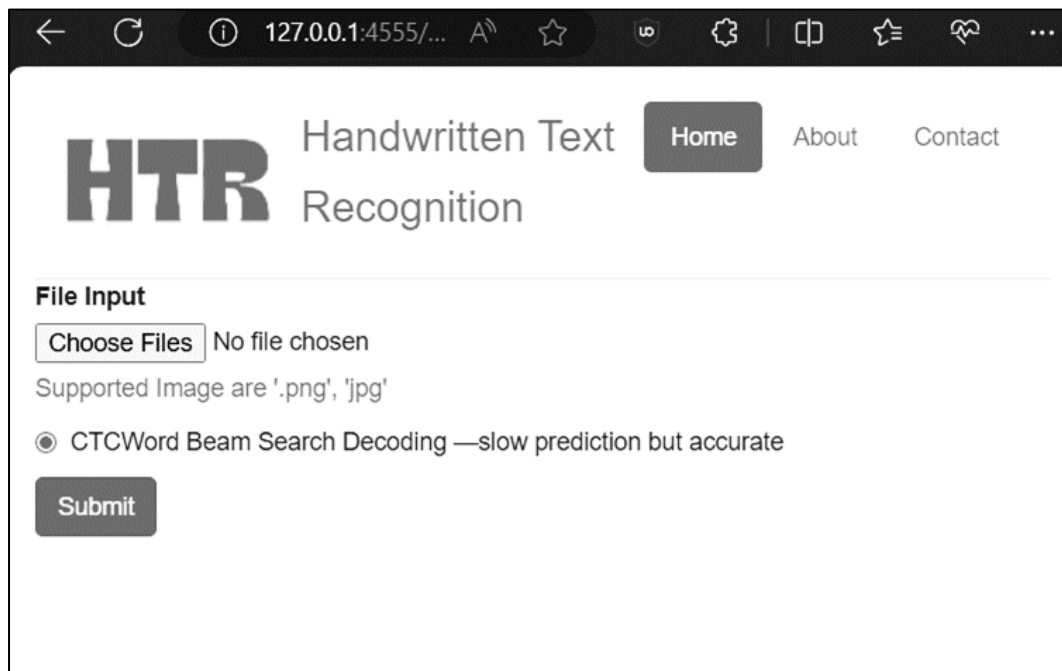 127.0.0.1:4555/...
HTR
Handwritten Text
Recognition
Home
About
Contact
File Input
Choose Files No file chosen
Supported Image are '.png', 'jpg'
CTCWord Beam Search Decoding —slow prediction but accurate
Submit